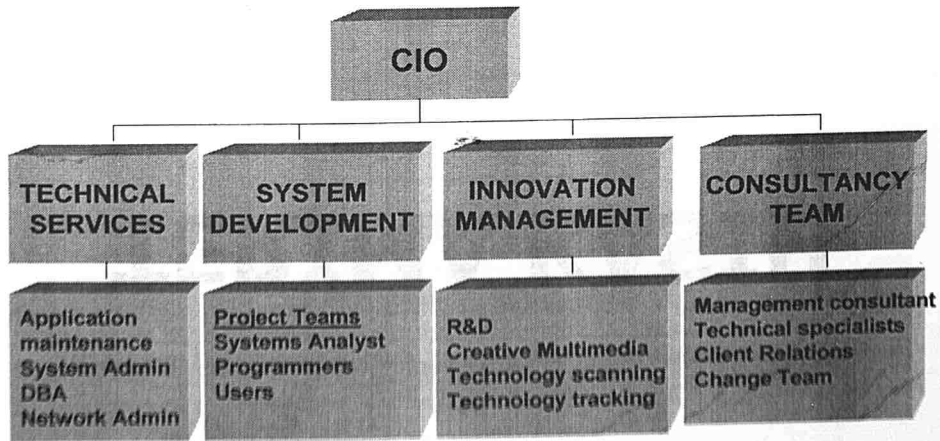 CIO
TECHNICAL
SERVICES
SYSTEM
DEVELOPMENT
INNOVATION
MANAGEMENT
CONSULTANCY
TEAM
Application
maintenance
System Admin
DBA
Network Admin
Project Teams
Systems Analyst
Programmers
Users
R&D
Creative Multimedia
Technology scanning
Technology tracking
Management consultant
Technical specialists
Client Relations
Change Team